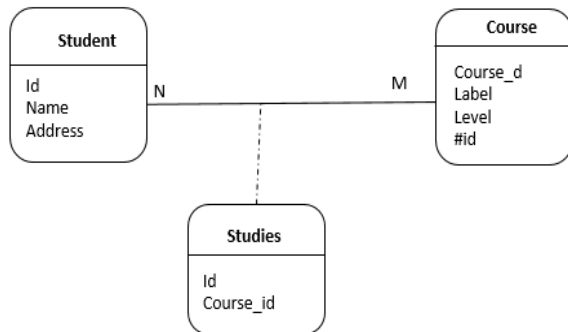 Student
Id
Name
Address
N
M
Course
Course_d
Label
Level
#id
Studies
Id
Course_id